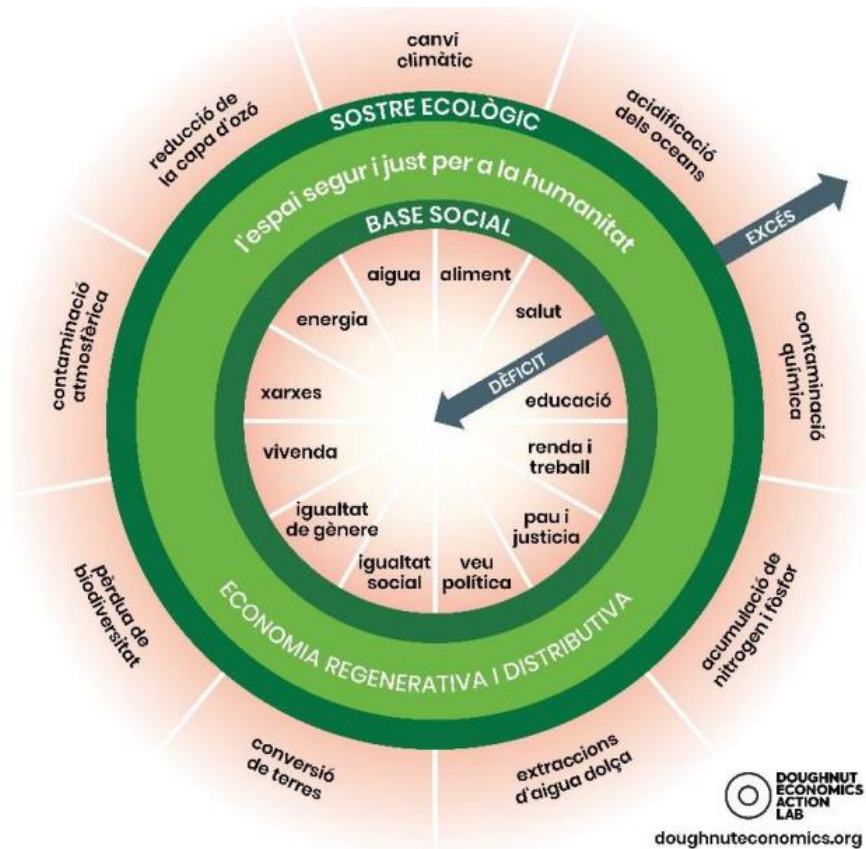 canvi
climàtic
acidificació
dels oceans
EXCÉS
contaminació
química
acumulació de
nitrogen i fòsfor
extraccions
d'aigua dolça
conversió
de terres
pèrdua de
biodiversitat
contaminació
atmosfèrica
reducció de
la capa d'ozó
SOSTRE ECOLÒGIC
l'espai segur i just per a la humanitat
BASE SOCIAL
aigua
aliment
salut
DÈFICIT
educació
renda i
treball
pau i
justicia
veu
política
igualtat
social
igualtat
de gènere
vivenda
xarxes
energia
ECONOMIA REGENERATIVA I DISTRIBUTIVA
DOUGHNUT
ECONOMICS
ACTION
LAB
doughnuteconomics.org